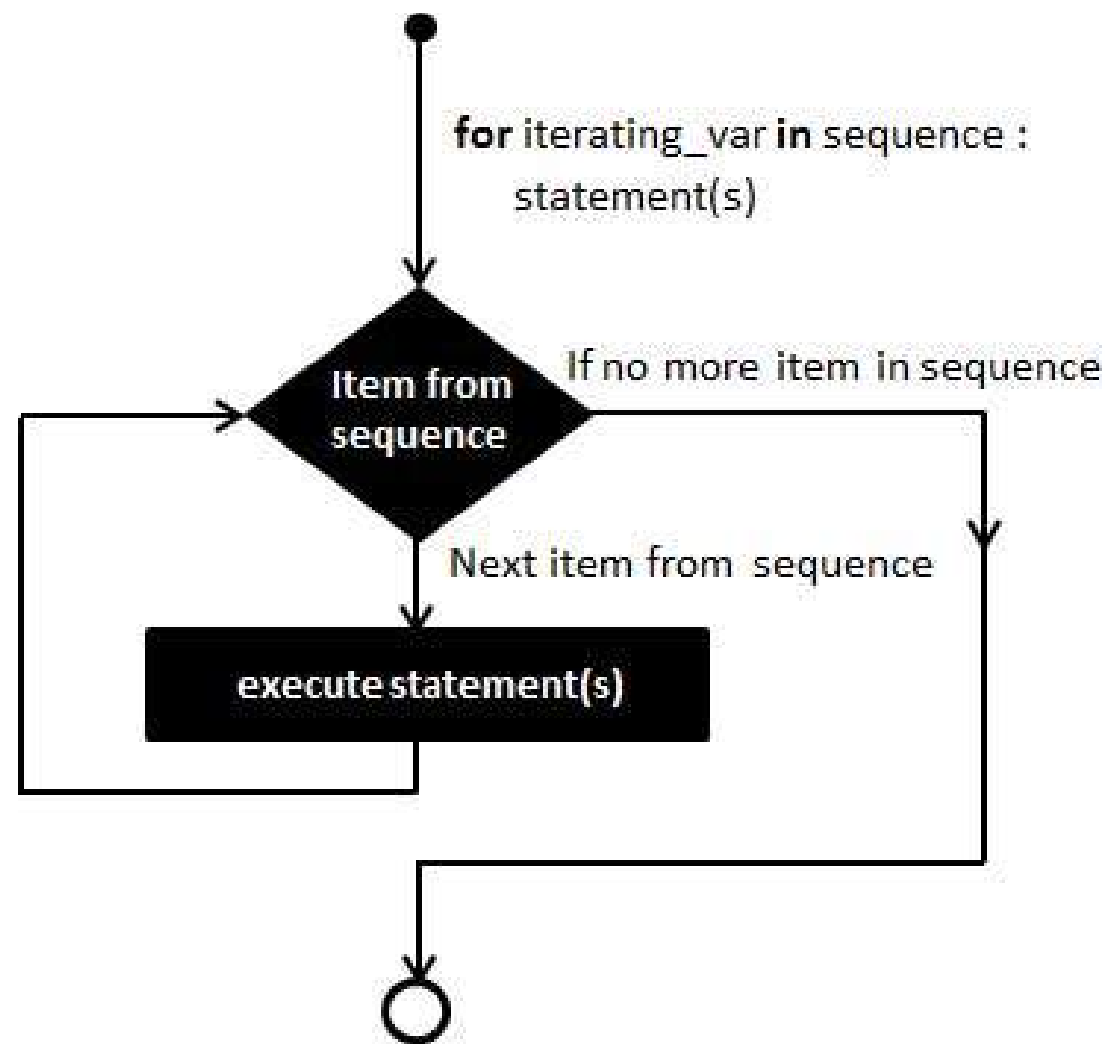 for iterating_var in sequence :
statement(s)
If no more item in sequence
Item from
sequence
Next item from sequence
execute statement(s)